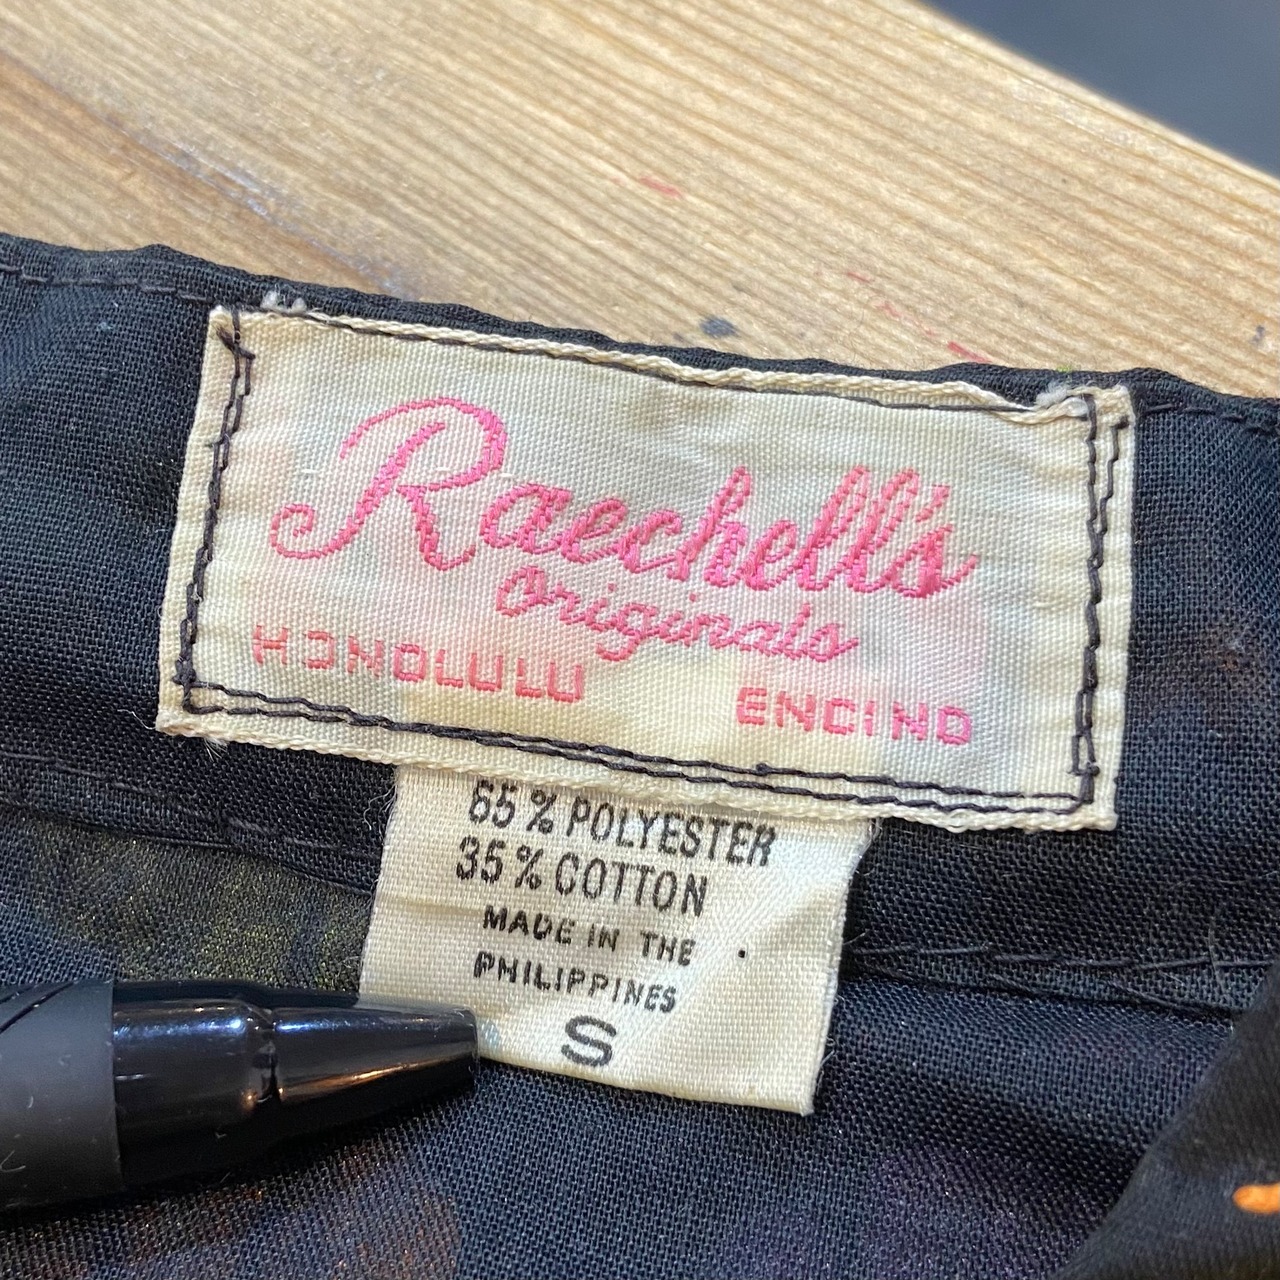 Raechell's
Originals
HONOLULU ENCINO
65% POLYESTER
35% COTTON
MADE IN THE
PHILIPPINES
S